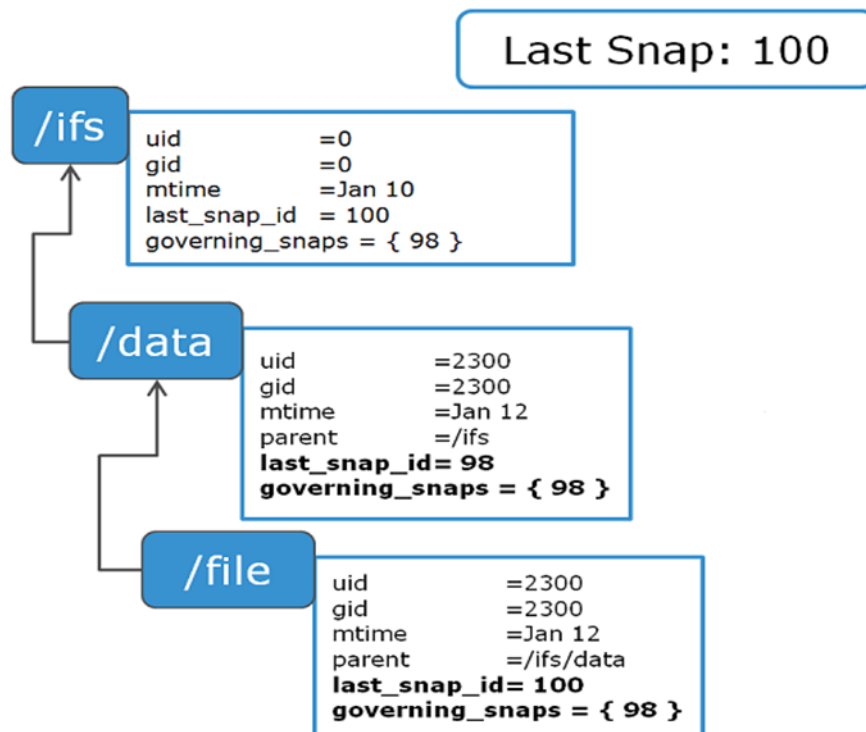 Last Snap: 100
/ifs
uid =0
gid =0
mtime =Jan 10
last_snap_id = 100
governing_snaps = { 98 }
/data
uid =2300
gid =2300
mtime =Jan 12
parent =/ifs
last_snap_id= 98
governing_snaps = { 98 }
/file
uid =2300
gid =2300
mtime =Jan 12
parent =/ifs/data
last_snap_id= 100
governing_snaps = { 98 }